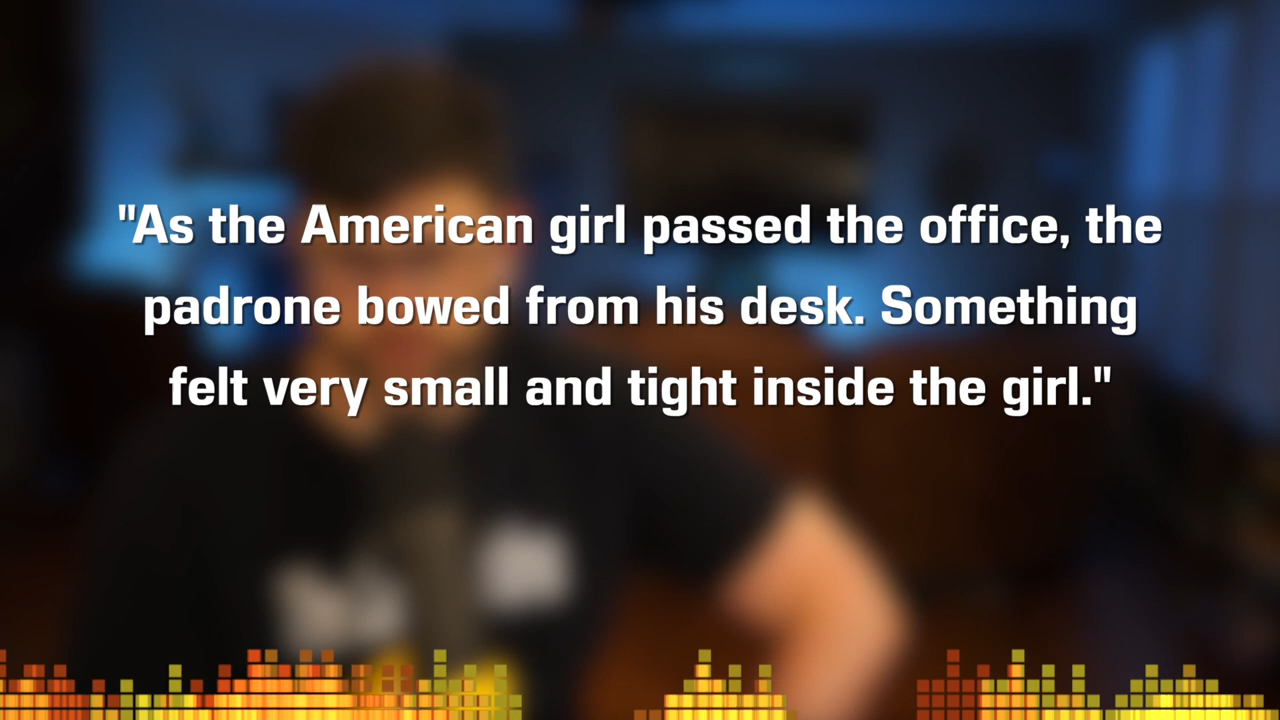 "As the American girl passed the office, the
padrone bowed from his desk. Something
felt very small and tight inside the girl."